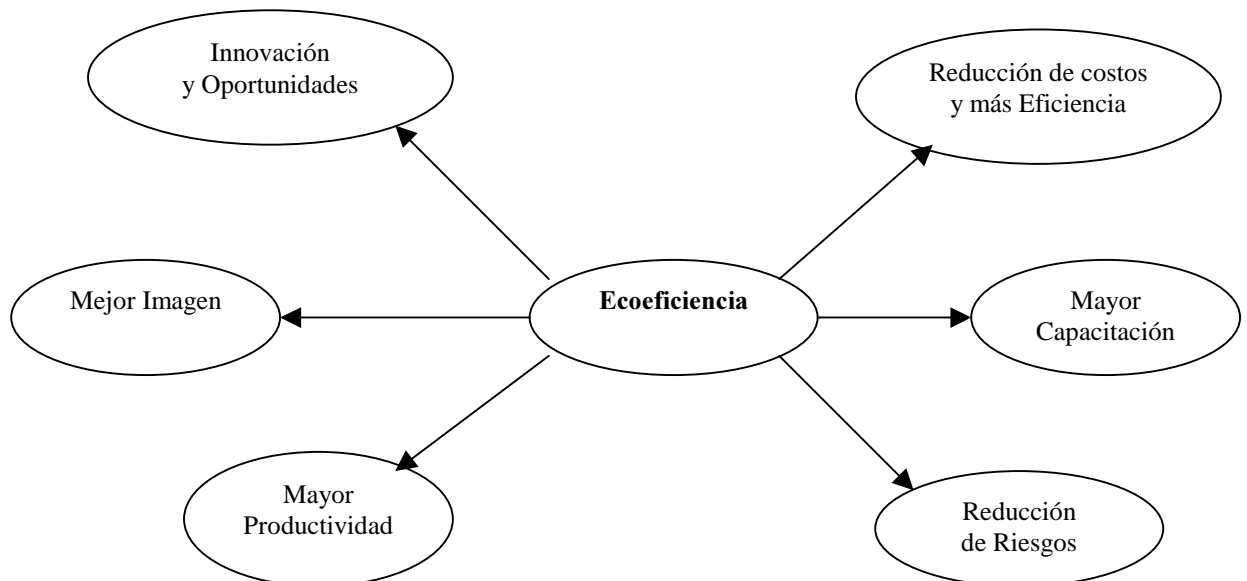 Innovación
y Oportunidades
Reducción de costos
y más Eficiencia
Mejor Imagen
Ecoeficiencia
Mayor
Capacitación
Mayor
Productividad
Reducción
de Riesgos